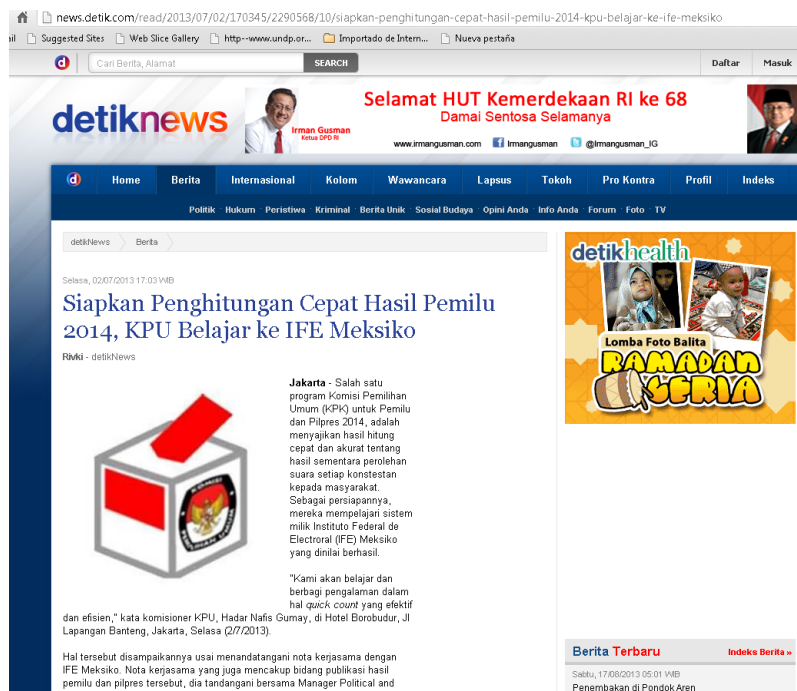 news.detik.com/read/2013/07/02/170345/2290568/10/siapkan-penghitungan-cepat-hasil-pemilu-2014-kpu-belajar-ke-ife-meksiko
ail Suggested Sites Web Slice Gallery http--www.undp.or... Importado de Intern... Nueva pestaña
d Cari Berita, Alamat SEARCH Daftar Masuk
detiknews
Irman Gusman
Ketua DPD RI
Selamat HUT Kemerdekaan RI ke 68
Damai Sentosa Selamanya
www.irmangusman.com Irmangusman @Irmangusman_IG
d Home Berita Internasional Kolom Wawancara Lapsus Tokoh Pro Kontra Profil Indeks
Politik Hukum Peristiwa Kriminal Berita Unik Sosial Budaya Opini Anda Info Anda Forum Foto TV
detikNews Berita
Selasa, 02/07/2013 17:03 WIB
Siapkan Penghitungan Cepat Hasil Pemilu
2014, KPU Belajar ke IFE Meksiko
Rivki - detikNews
KOMISI
PEMILIHAN UMUM
Jakarta - Salah satu
program Komisi Pemilihan
Umum (KPK) untuk Pemilu
dan Pilpres 2014, adalah
menyajikan hasil hitung
cepat dan akurat tentang
hasil sementara perolehan
suara setiap konstestan
kepada masyarakat.
Sebagai persiapannya,
mereka mempelajari sistem
milik Instituto Federal de
Electroral (IFE) Meksiko
yang dinilai berhasil.
"Kami akan belajar dan
berbagi pengalaman dalam
hal quick count yang efektif
dan efisien," kata komisioner KPU, Hadar Nafis Gumay, di Hotel Borobudur, Jl
Lapangan Banteng, Jakarta, Selasa (2/7/2013).
Hal tersebut disampaikannya usai menandatangani nota kerjasama dengan
IFE Meksiko. Nota kerjasama yang juga mencakup bidang publikasi hasil
pemilu dan pilpres tersebut, dia tandangani bersama Manager Political and
detikhealth
Lomba Foto Balita
RAMADAN
CERIA
Berita Terbaru Indeks Berita »
Sabtu, 17/08/2013 05:01 WIB
Penembakan di Pondok Aren